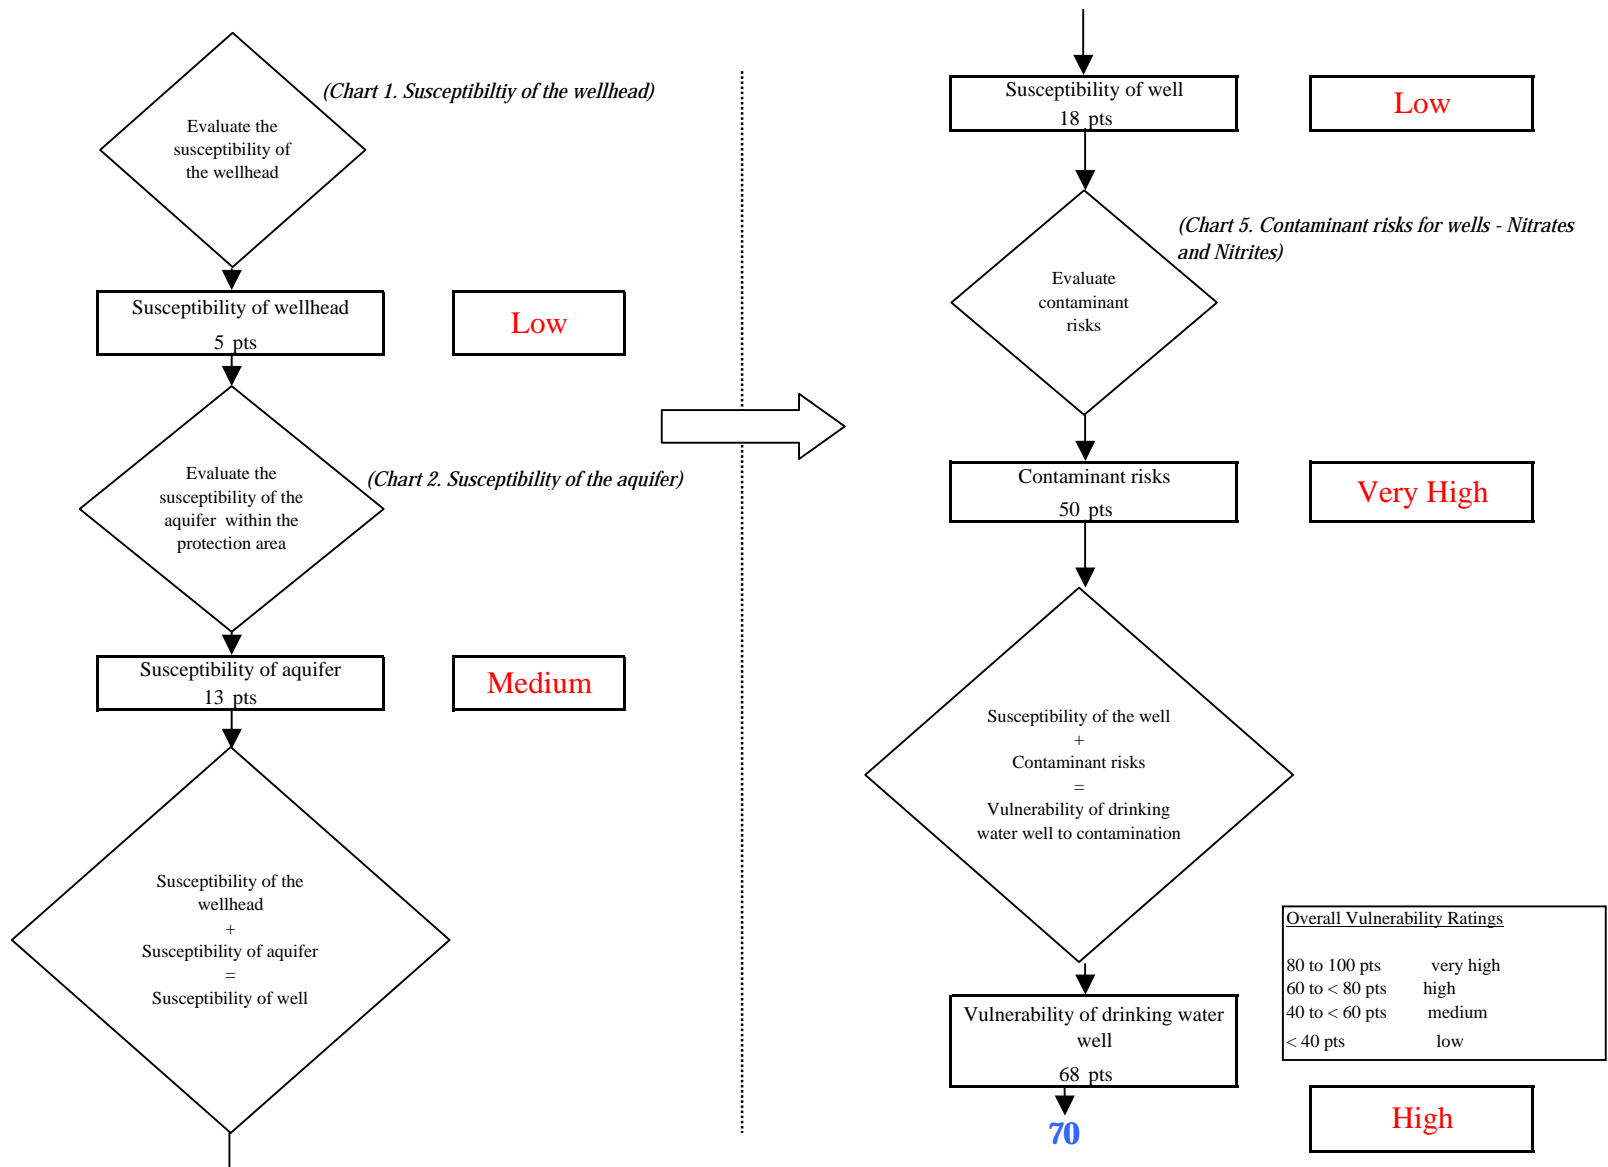 (Chart 1. Susceptibiltiy of the wellhead)
Evaluate the
susceptibility of
the wellhead
Susceptibility of wellhead
5 pts
Low
Evaluate the
susceptibility of the
aquifer within the
protection area
(Chart 2. Susceptibility of the aquifer)
Susceptibility of aquifer
13 pts
Medium
Susceptibility of the
wellhead
+
Susceptibility of aquifer
=
Susceptibility of well
Susceptibility of well
18 pts
Low
(Chart 5. Contaminant risks for wells - Nitrates
and Nitrites)
Evaluate
contaminant
risks
Contaminant risks
50 pts
Very High
Susceptibility of the well
+
Contaminant risks
=
Vulnerability of drinking
water well to contamination
Overall Vulnerability Ratings
80 to 100 pts very high
60 to < 80 pts high
40 to < 60 pts medium
< 40 pts low
Vulnerability of drinking water
well
68 pts
70
High